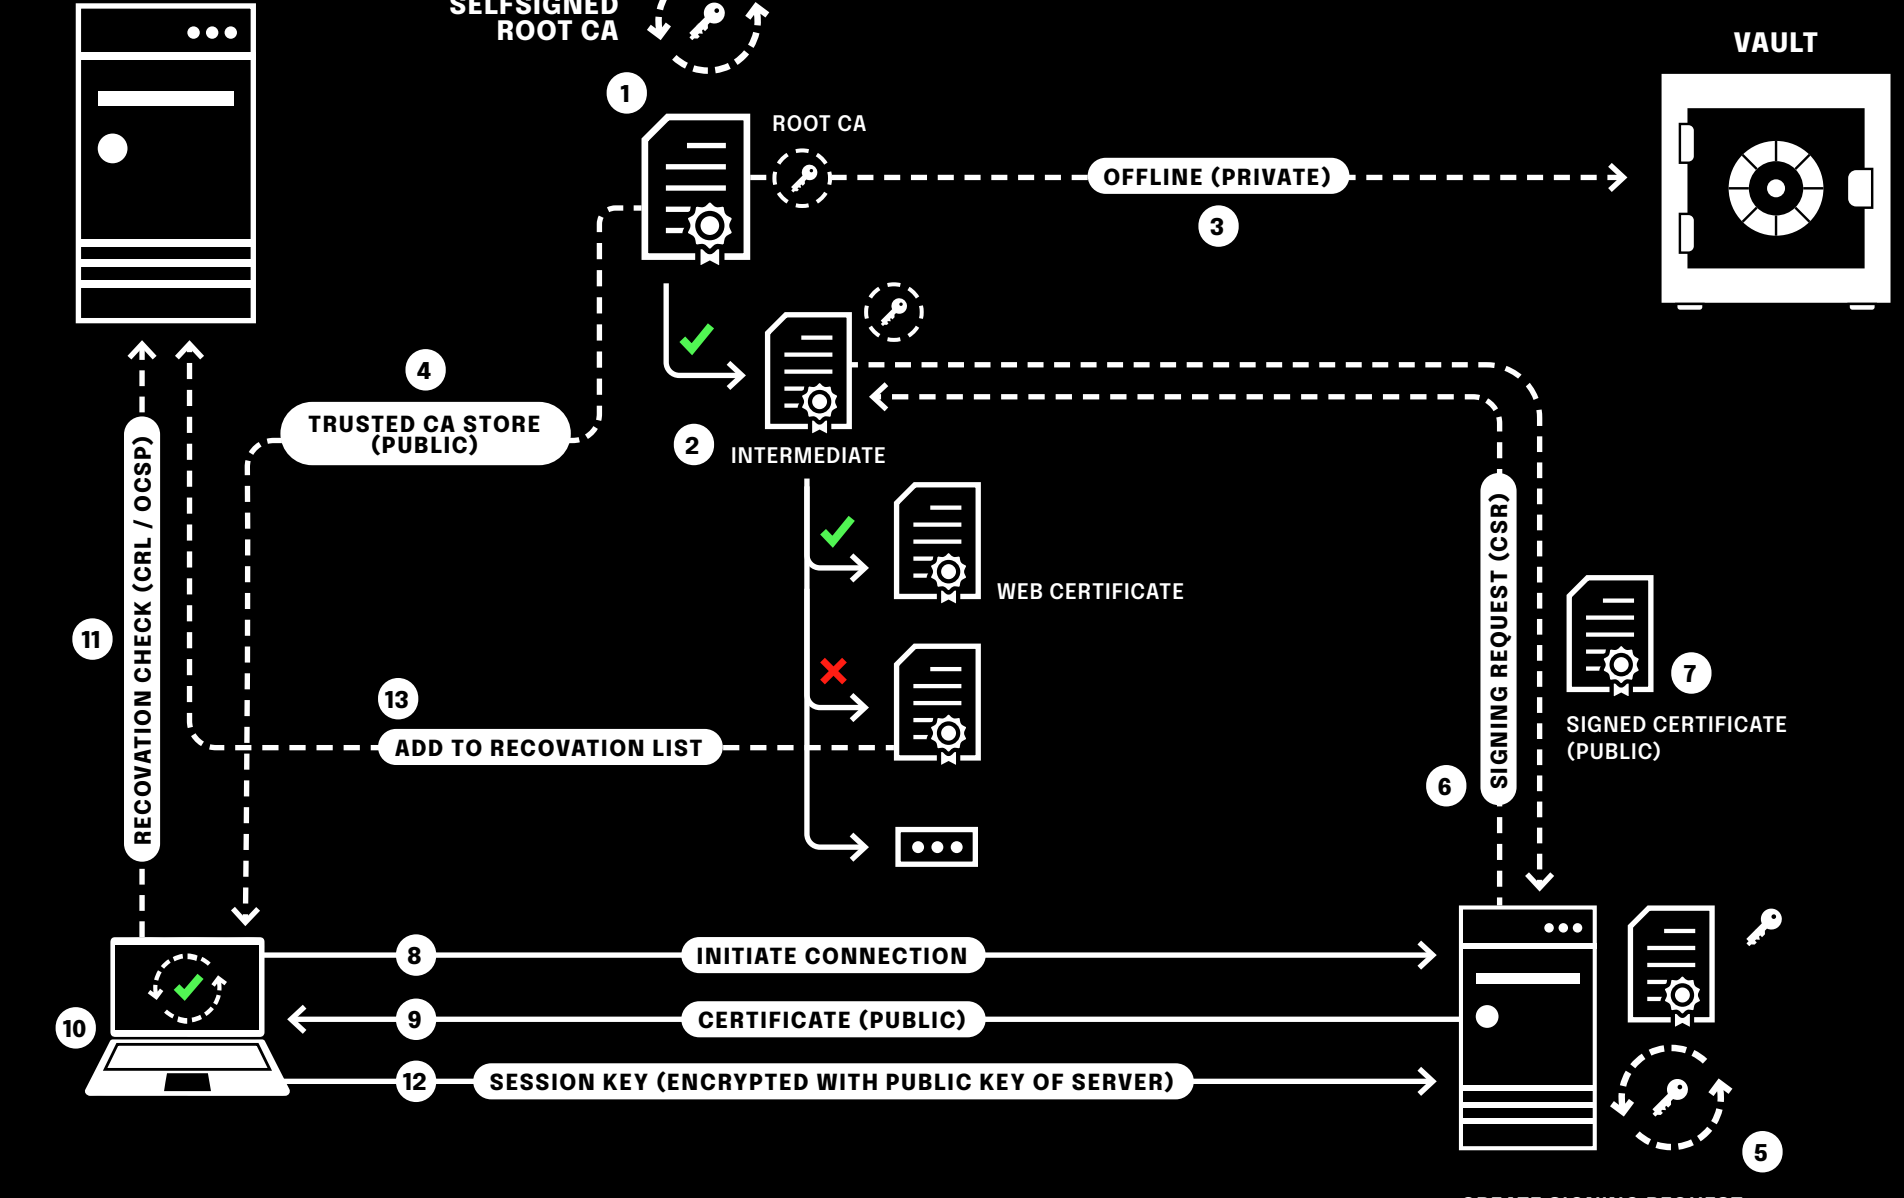 SELFSIGNED
ROOT CA
VAULT
1
ROOT CA
OFFLINE (PRIVATE)
3
4
TRUSTED CA STORE
(PUBLIC)
2
INTERMEDIATE
RECOVATION CHECK (CRL / OCSP)
11
WEB CERTIFICATE
SIGNING REQUEST (CSR)
6
7
SIGNED CERTIFICATE
(PUBLIC)
13
ADD TO RECOVATION LIST
8
INITIATE CONNECTION
9
CERTIFICATE (PUBLIC)
10
12
SESSION KEY (ENCRYPTED WITH PUBLIC KEY OF SERVER)
5